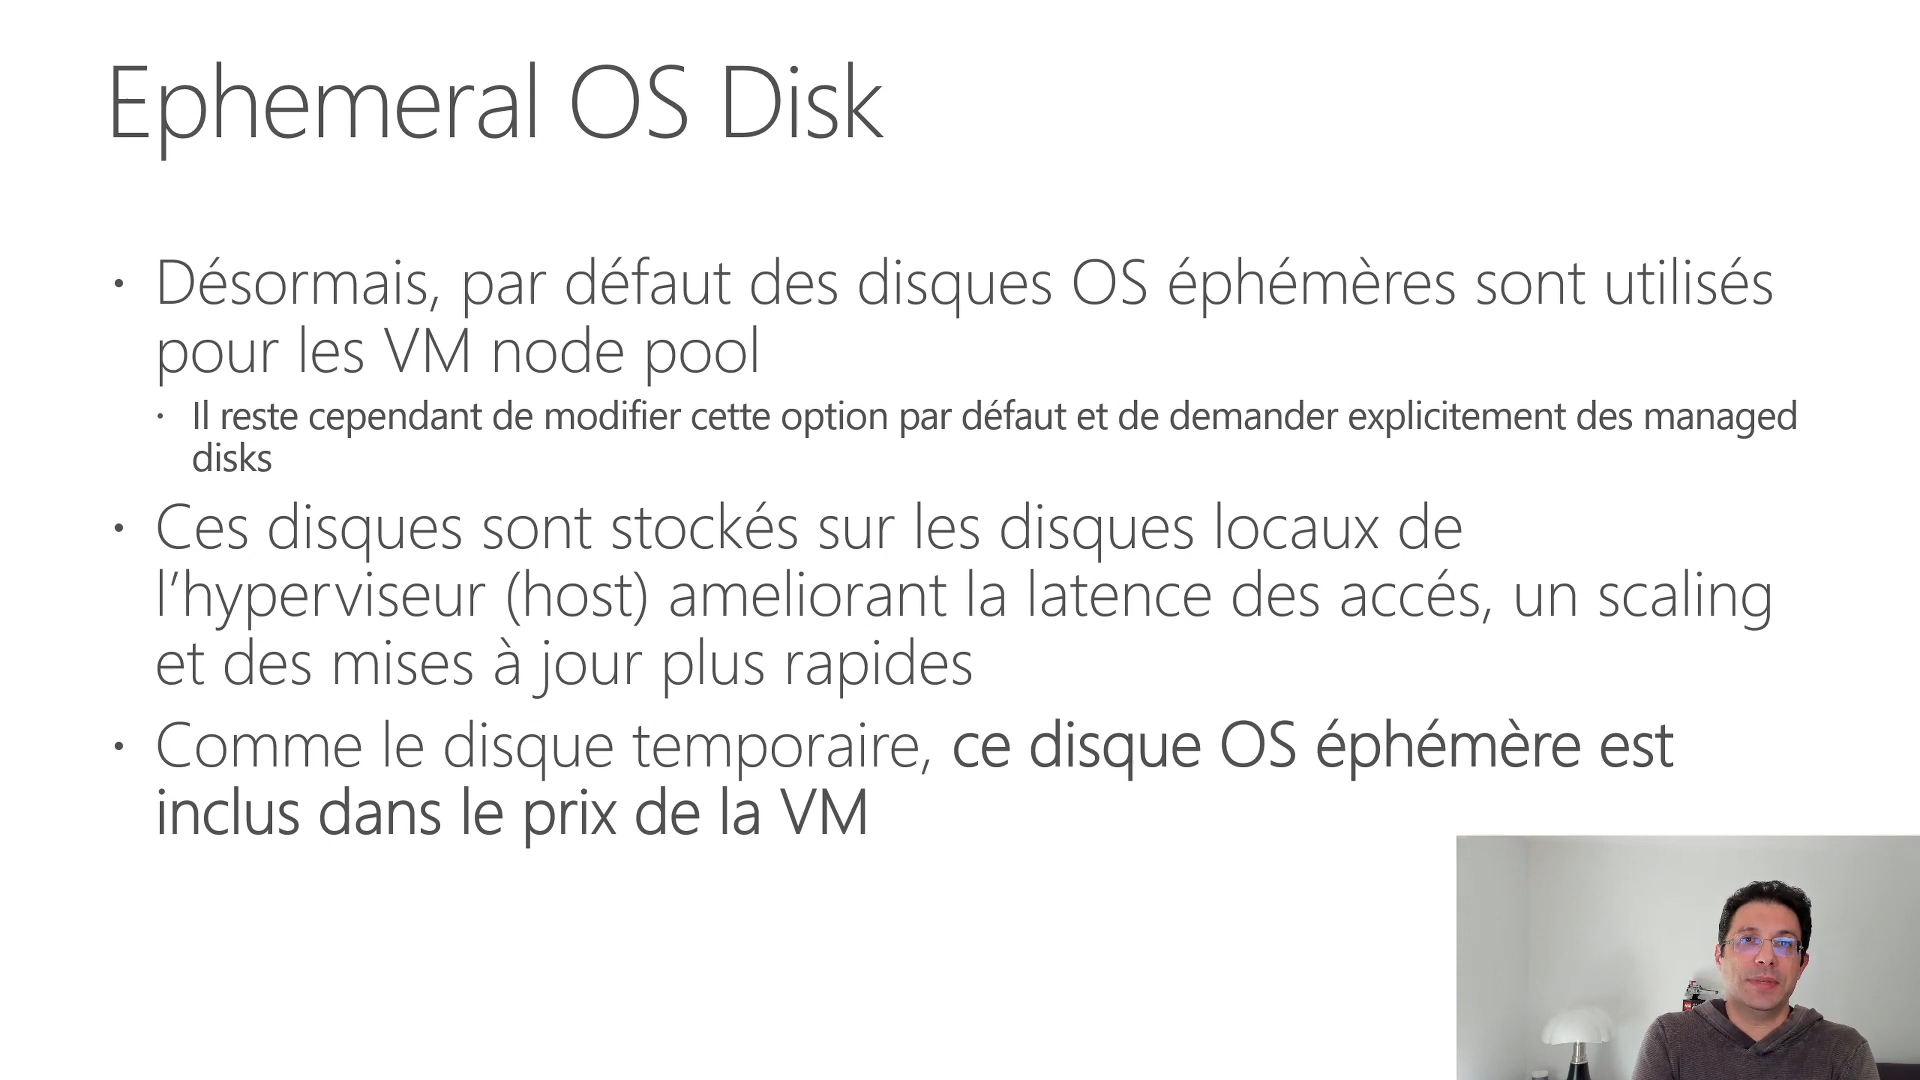 Ephemeral OS Disk
• Désormais, par défaut des disques OS éphémères sont utilisés
pour les VM node pool
• Il reste cependant de modifier cette option par défaut et de demander explicitement des managed
disks
• Ces disques sont stockés sur les disques locaux de
l’hyperviseur (host) ameliorant la latence des accés, un scaling
et des mises à jour plus rapides
• Comme le disque temporaire, ce disque OS éphémère est
inclus dans le prix de la VM